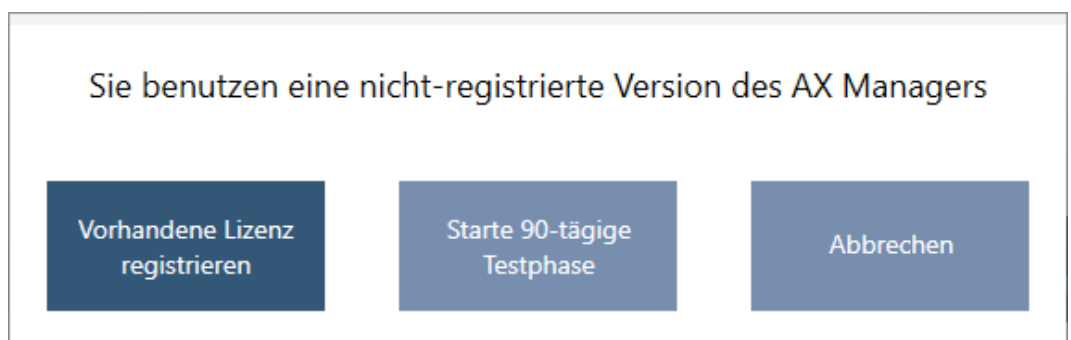 Sie benutzen eine nicht-registrierte Version des AX Managers
Vorhandene Lizenz
registrieren
Starte 90-tägige
Testphase
Abbrechen